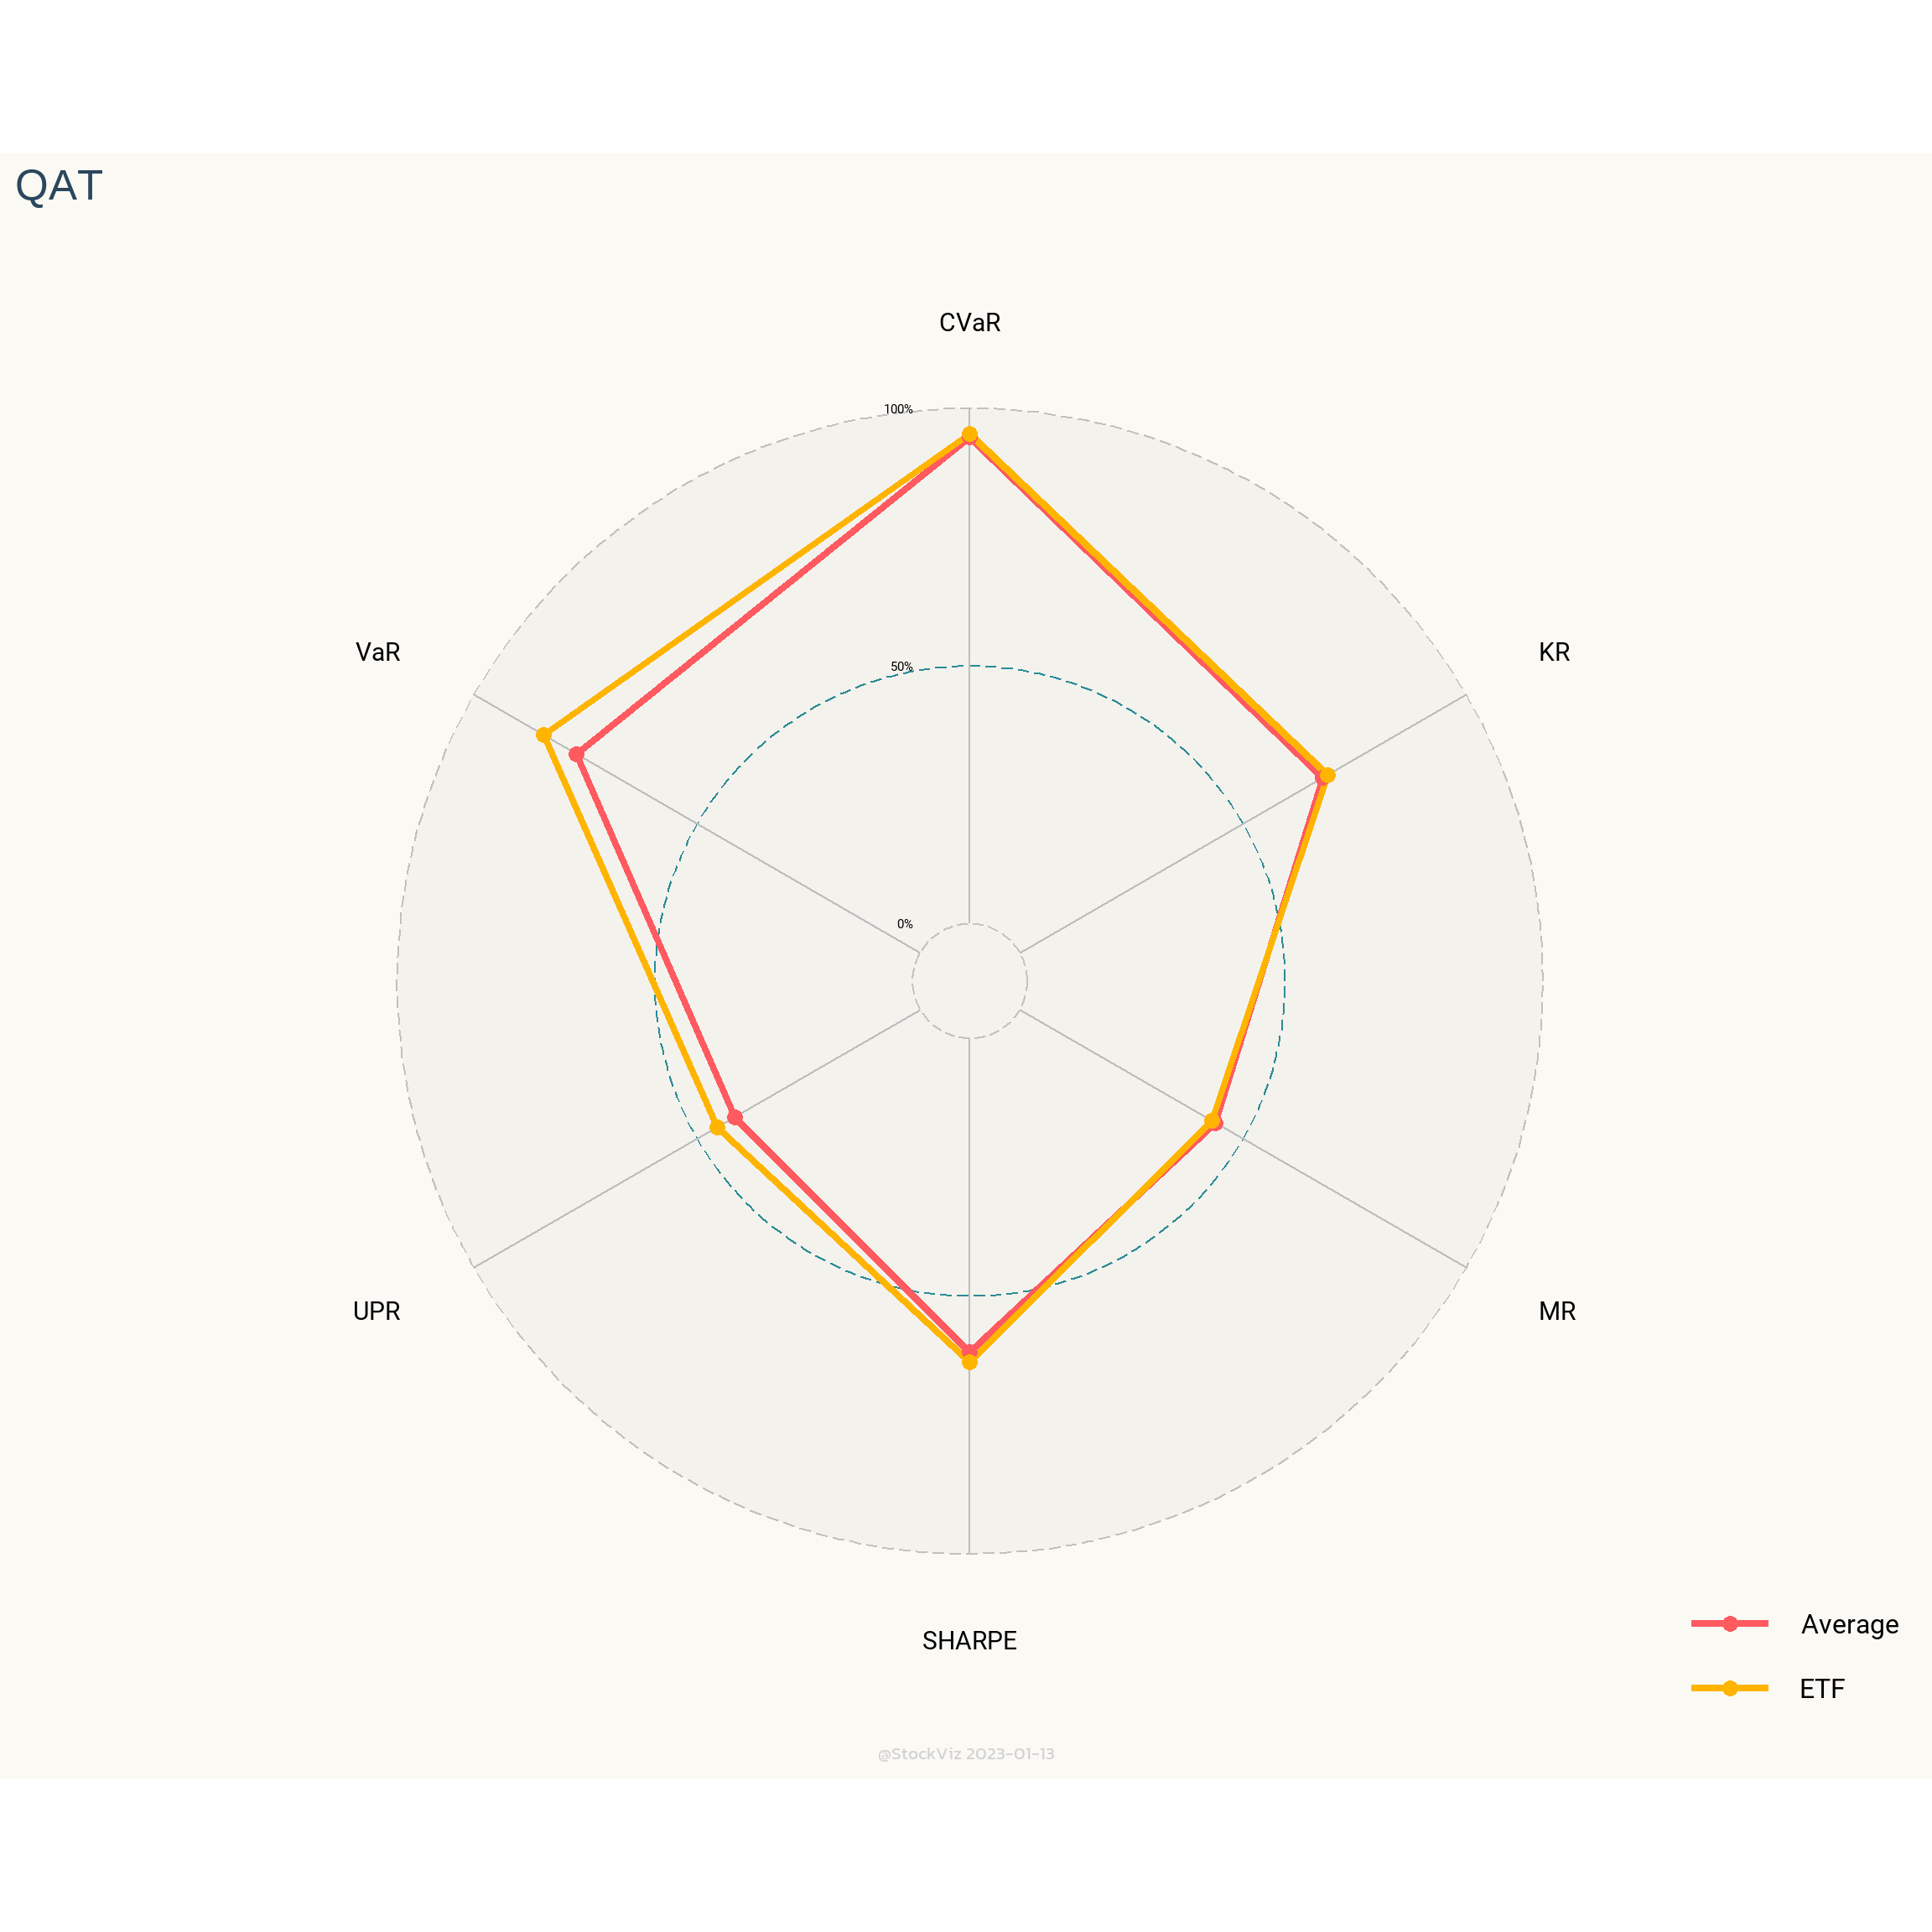 QAT
CVaR
100%
VaR
KR
50%
0%
UPR
MR
SHARPE
Average
ETF
@StockViz 2023-01-13